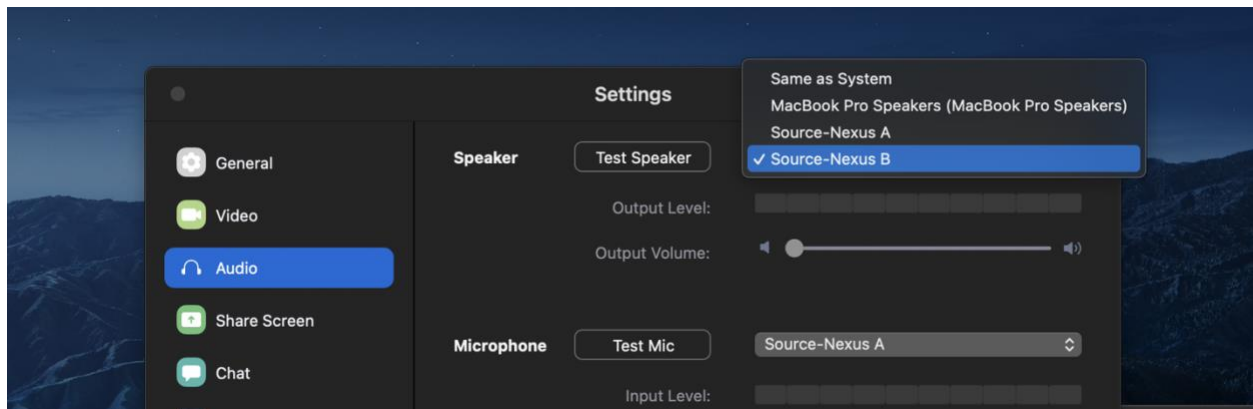 Settings
General
Video
Audio
Share Screen
Chat
Speaker
Test Speaker
Same as System
MacBook Pro Speakers (MacBook Pro Speakers)
Source-Nexus A
✓ Source-Nexus B
Output Level:
Output Volume:
Microphone
Test Mic
Source-Nexus A
Input Level: